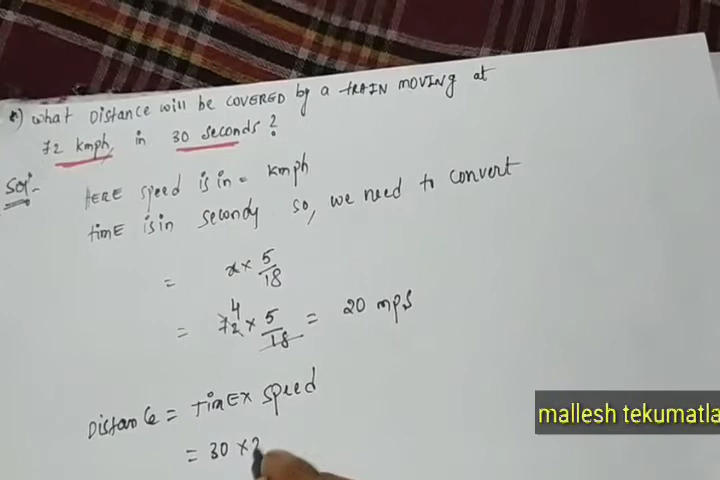 *) what Distance will be COVERED by a tRAIN MOVING at
72 kmph, in 30 seconds?
Sol:-
HERE speed is in = kmph
timE is in secondy so, we need to convert
= x × 5/18
= 72 4 × 5/18 = 20 mps
Distance = timE × speed
= 30 × 2
mallesh tekumatla